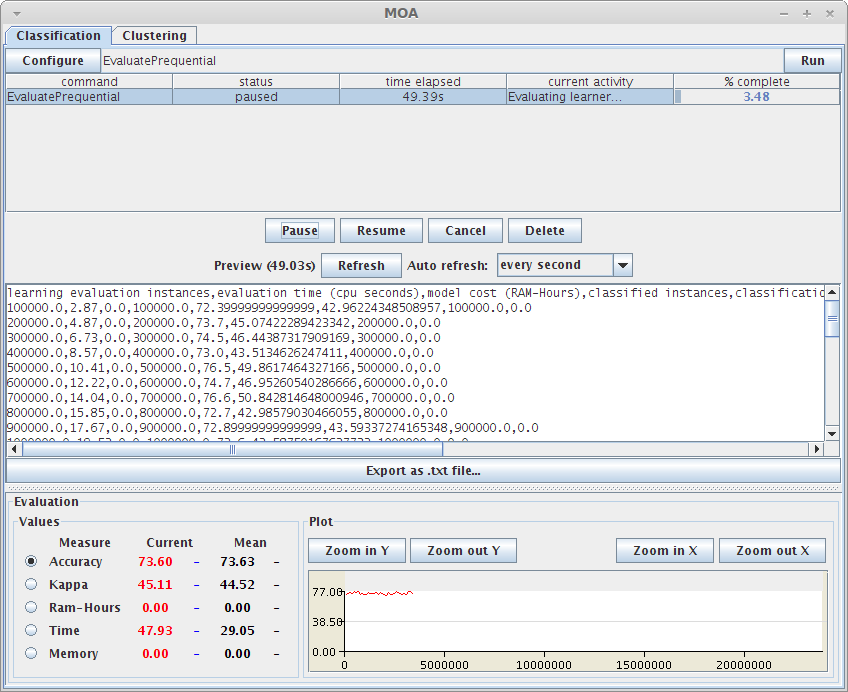 MOA
Classification Clustering
Configure EvaluatePrequential Run
command status time elapsed current activity % complete
EvaluatePrequential paused 49.39s Evaluating learner... 3.48
Pause Resume Cancel Delete
Preview (49.03s) Refresh Auto refresh: every second
learning evaluation instances,evaluation time (cpu seconds),model cost (RAM-Hours),classified instances,classificatio
100000.0,2.87,0.0,100000.0,72.39999999999999,42.96224348508957,100000.0,0.0
200000.0,4.87,0.0,200000.0,73.7,45.07422289423342,200000.0,0.0
300000.0,6.73,0.0,300000.0,74.5,46.44387317909169,300000.0,0.0
400000.0,8.57,0.0,400000.0,73.0,43.5134626247411,400000.0,0.0
500000.0,10.41,0.0,500000.0,76.5,49.8617464327166,500000.0,0.0
600000.0,12.22,0.0,600000.0,74.7,46.95260540286666,600000.0,0.0
700000.0,14.04,0.0,700000.0,76.6,50.842814648000946,700000.0,0.0
800000.0,15.85,0.0,800000.0,72.7,42.98579030466055,800000.0,0.0
900000.0,17.67,0.0,900000.0,72.89999999999999,43.59337274165348,900000.0,0.0
Export as .txt file...
Evaluation
Values
Measure Current Mean
Accuracy 73.60 - 73.63 -
Kappa 45.11 - 44.52 -
Ram-Hours 0.00 - 0.00 -
Time 47.93 - 29.05 -
Memory 0.00 - 0.00 -
Plot
Zoom in Y Zoom out Y Zoom in X Zoom out X
77.00
38.50
0.00
0 5000000 10000000 15000000 20000000